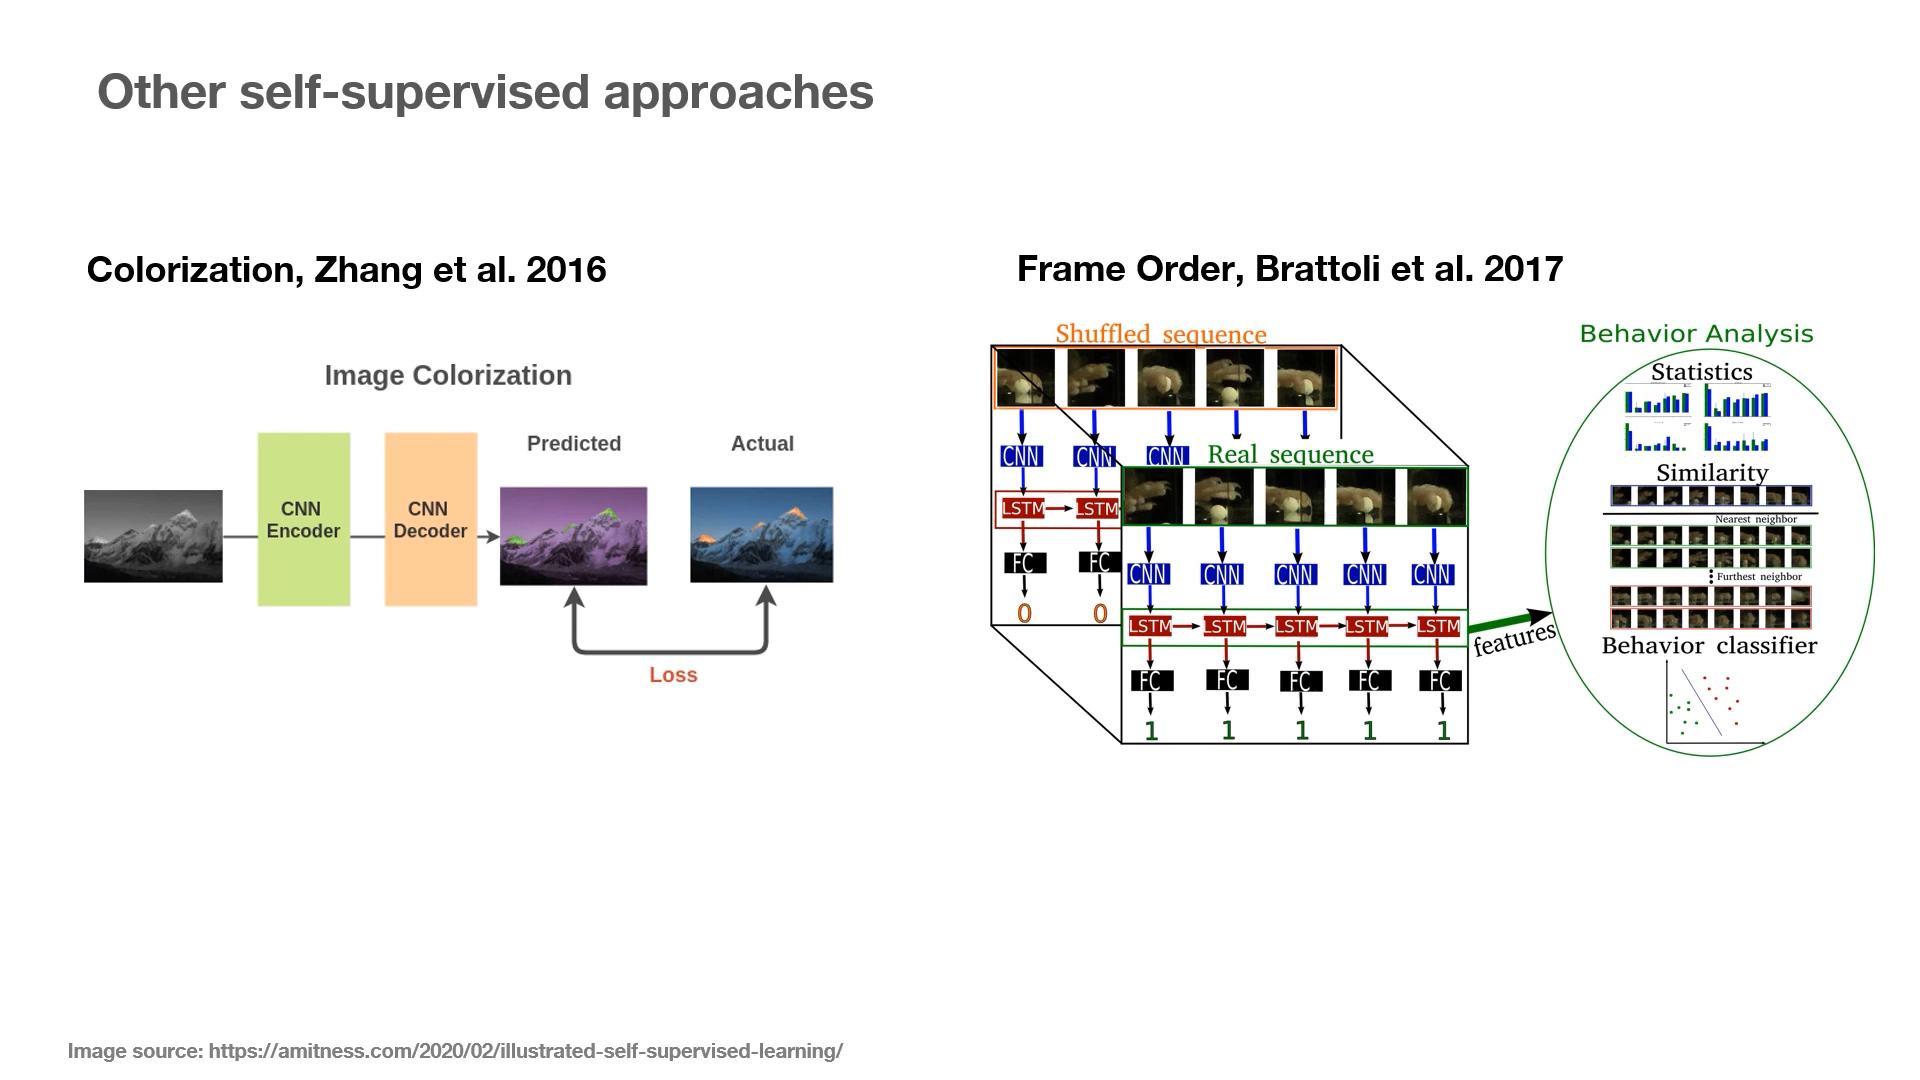 Other self-supervised approaches
Colorization, Zhang et al. 2016
Image Colorization
CNN
Encoder
CNN
Decoder
Predicted
Actual
Loss
Frame Order, Brattoli et al. 2017
Shuffled sequence
CNN
CNN
CNN
LSTM
LSTM
FC
FC
0
0
Real sequence
CNN
CNN
CNN
CNN
CNN
LSTM
LSTM
LSTM
LSTM
LSTM
FC
FC
FC
FC
FC
1
1
1
1
1
features
Behavior Analysis
Statistics
Similarity
Nearest neighbor
Furthest neighbor
Behavior classifier
Image source: https://amitness.com/2020/02/illustrated-self-supervised-learning/